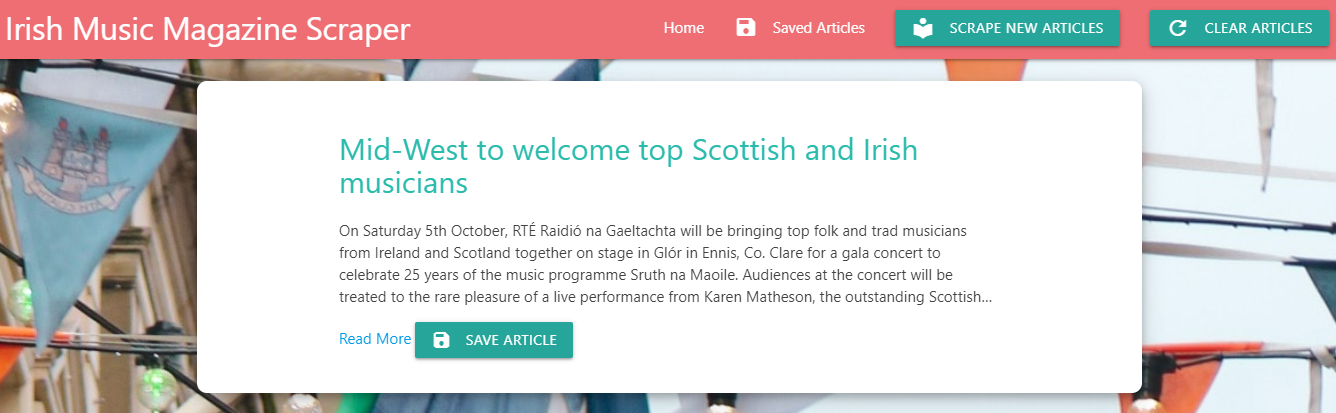 Irish Music Magazine Scraper
Home
Saved Articles
SCRAPE NEW ARTICLES
CLEAR ARTICLES
Mid-West to welcome top Scottish and Irish
musicians
On Saturday 5th October, RTÉ Raidió na Gaeltachta will be bringing top folk and trad musicians
from Ireland and Scotland together on stage in Glór in Ennis, Co. Clare for a gala concert to
celebrate 25 years of the music programme Sruth na Maoile. Audiences at the concert will be
treated to the rare pleasure of a live performance from Karen Matheson, the outstanding Scottish...
Read More
SAVE ARTICLE